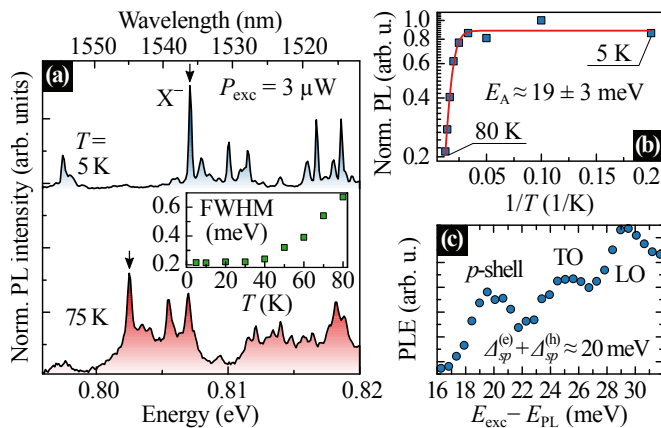 Wavelength (nm)
1545 1536 1528 1520
(a)
X⁻
P_exc = 3 μW
T =
5 K
Norm. PL intensity (arb. units)
0.6
0.4
0.2
FWHM
(meV)
0 20 40 60 80
T (K)
75 K
0.80 0.81 0.82
Energy (eV)
Norm. PL (arb. u.)
1.0
0.8
0.6
0.4
0.2
5 K
E_A ≈ 19 ± 3 meV
80 K
(b)
0.05 0.10 0.15 0.20
1/T (1/K)
(c)
PLE (arb. u.)
p-shell
TO
LO
Δ_sp^(e) + Δ_sp^(h) ≈ 20 meV
16 18 20 22 24 26 28 30
E_exc − E_PL (meV)